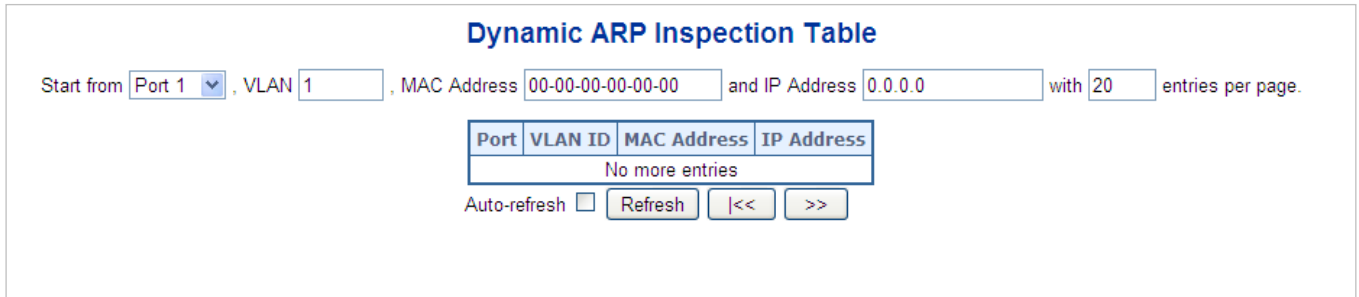 Dynamic ARP Inspection Table
Start from Port 1 , VLAN 1 , MAC Address 00-00-00-00-00-00 and IP Address 0.0.0.0 with 20 entries per page.
Port VLAN ID MAC Address IP Address
No more entries
Auto-refresh Refresh |<< >>